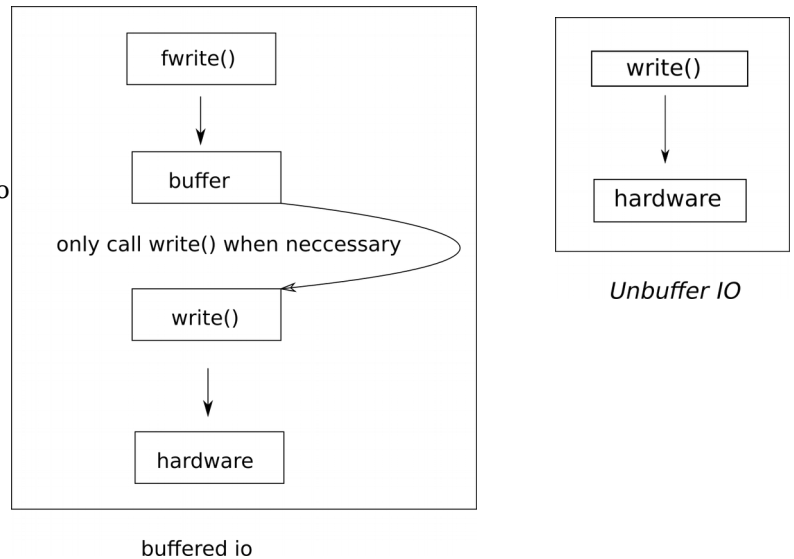 fwrite()
buffer
only call write() when neccessary
write()
hardware
buffered io
o
write()
hardware
Unbuffer IO